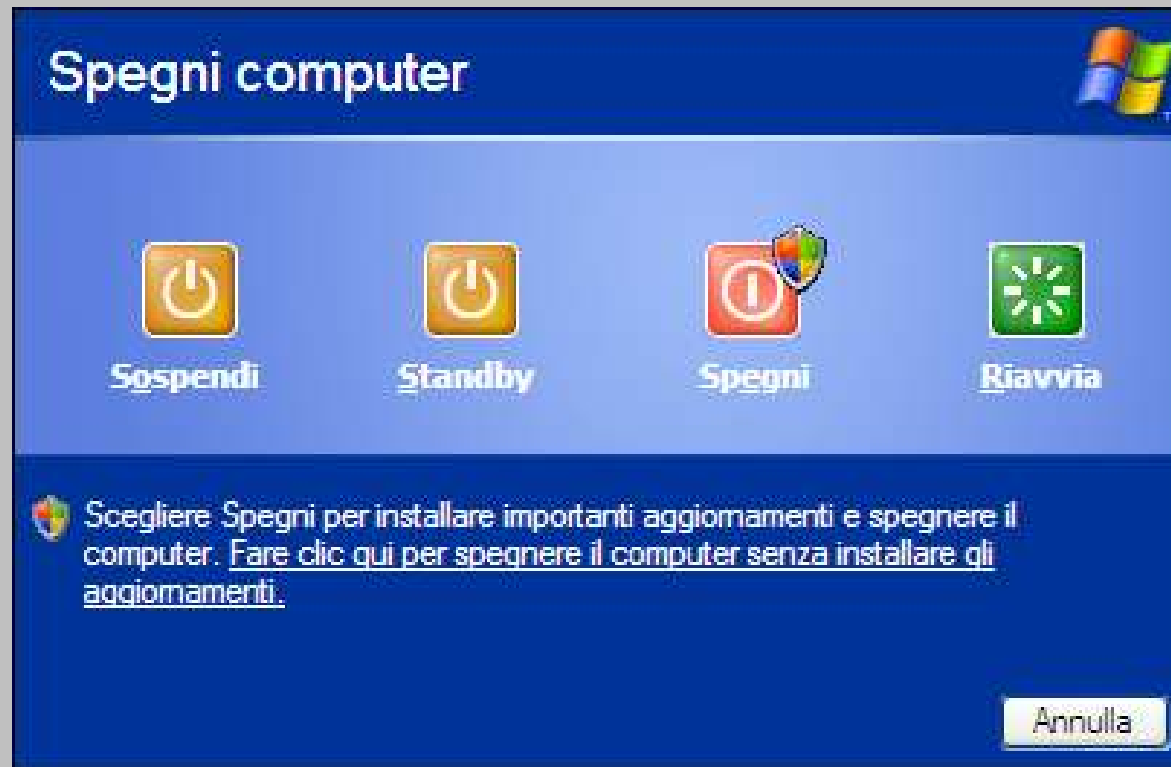 Spegni computer
Sospendi Standby Spegni Riavvia
Scegliere Spegni per installare importanti aggiornamenti e spegnere il
computer. Fare clic qui per spegnere il computer senza installare gli
aggiornamenti.
Annulla